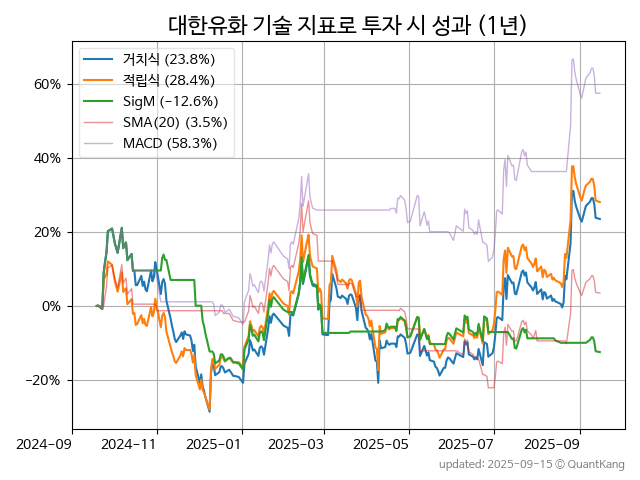 대한유화 기술 지표로 투자 시 성과 (1년)
거치식 (23.8%)
적립식 (28.4%)
SigM (−12.6%)
SMA(20) (3.5%)
MACD (58.3%)
60%
40%
20%
0%
−20%
2024-09 2024-11 2025-01 2025-03 2025-05 2025-07 2025-09
updated: 2025-09-15 ⓒ QuantKang